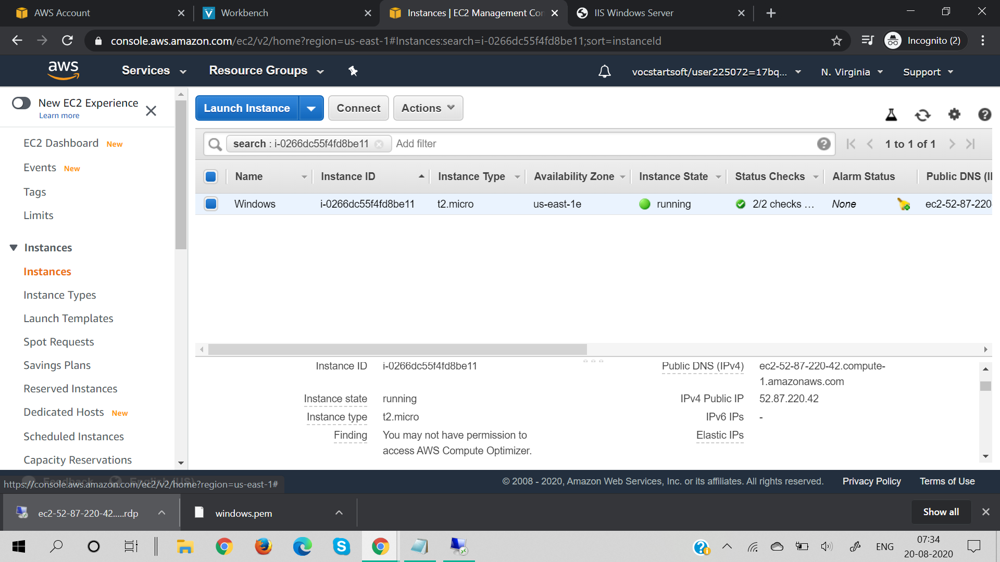 AWS Account
Workbench
Instances | EC2 Management Con
IIS Windows Server
console.aws.amazon.com/ec2/v2/home?region=us-east-1#Instances:search=i-0266dc55f4fd8be11;sort=instanceId
Incognito (2)
aws
Services
Resource Groups
vocstartsoft/user225072=17bq...
N. Virginia
Support
New EC2 Experience
Learn more
Launch Instance
Connect
Actions
search : i-0266dc55f4fd8be11
Add filter
1 to 1 of 1
EC2 Dashboard New
Events New
Tags
Limits
Instances
Instances
Instance Types
Launch Templates
Spot Requests
Savings Plans
Reserved Instances
Dedicated Hosts New
Scheduled Instances
Capacity Reservations
Name Instance ID Instance Type Availability Zone Instance State Status Checks Alarm Status Public DNS (I
Windows i-0266dc55f4fd8be11 t2.micro us-east-1e running 2/2 checks ... None ec2-52-87-220
Instance ID i-0266dc55f4fd8be11
Instance state running
Instance type t2.micro
Finding You may not have permission to
access AWS Compute Optimizer.
Public DNS (IPv4) ec2-52-87-220-42.compute-
1.amazonaws.com
IPv4 Public IP 52.87.220.42
IPv6 IPs -
Elastic IPs
Feedback English (US)
https://console.aws.amazon.com/ec2/v2/home?region=us-east-1#
© 2008 - 2020, Amazon Web Services, Inc. or its affiliates. All rights reserved.
Privacy Policy
Terms of Use
ec2-52-87-220-42.....rdp
windows.pem
Show all
ENG
07:34
20-08-2020